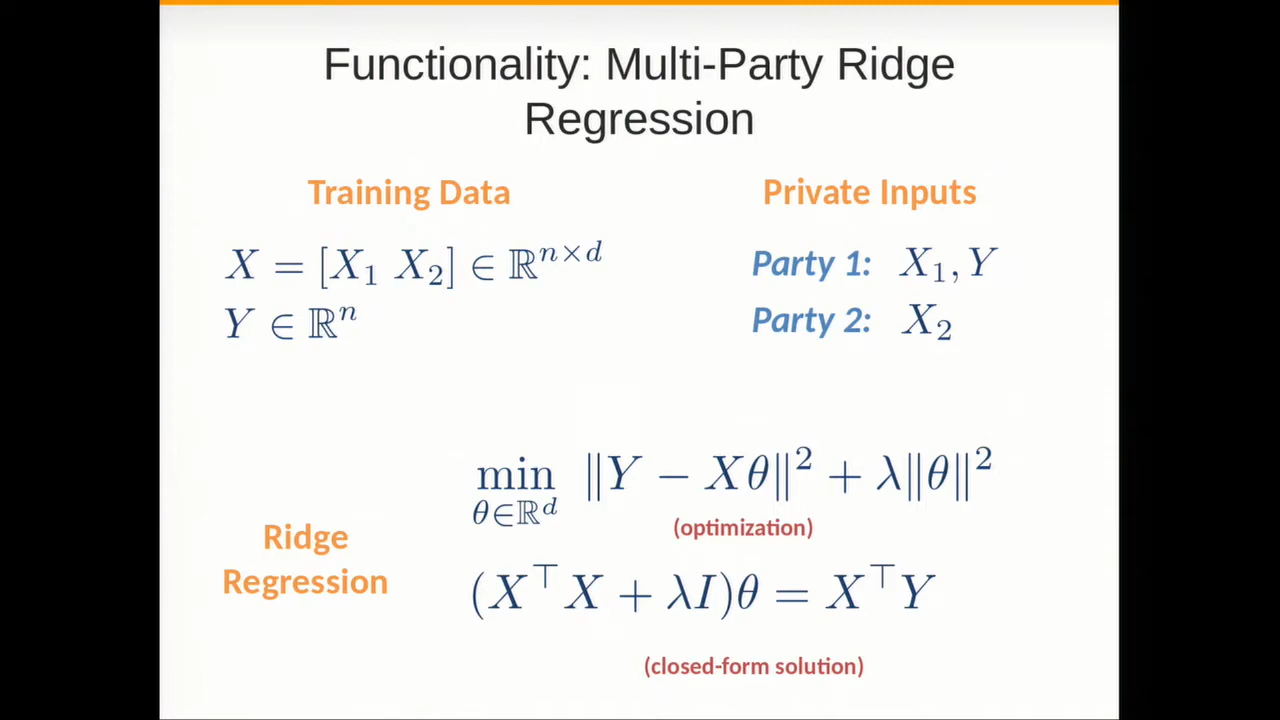 Functionality: Multi-Party Ridge
Regression
Training Data
X = [X₁ X₂] ∈ ℝⁿˣᵈ
Y ∈ ℝⁿ
Private Inputs
Party 1: X₁, Y
Party 2: X₂
Ridge
Regression
min θ∈ℝᵈ ‖Y − Xθ‖² + λ‖θ‖²
(optimization)
(X⊤X + λI)θ = X⊤Y
(closed-form solution)